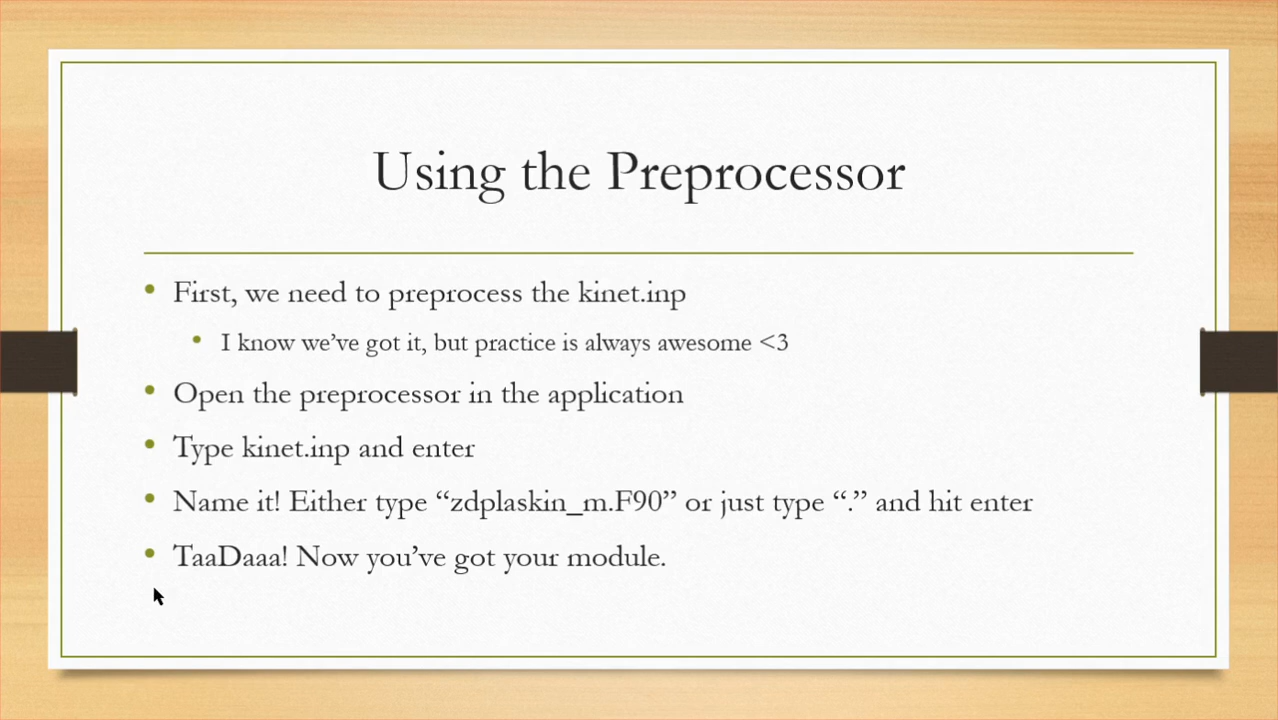 Using the Preprocessor
First, we need to preprocess the kinet.inp
I know we’ve got it, but practice is always awesome <3
Open the preprocessor in the application
Type kinet.inp and enter
Name it! Either type “zdplaskin_m.F90” or just type “.” and hit enter
TaaDaaa! Now you’ve got your module.